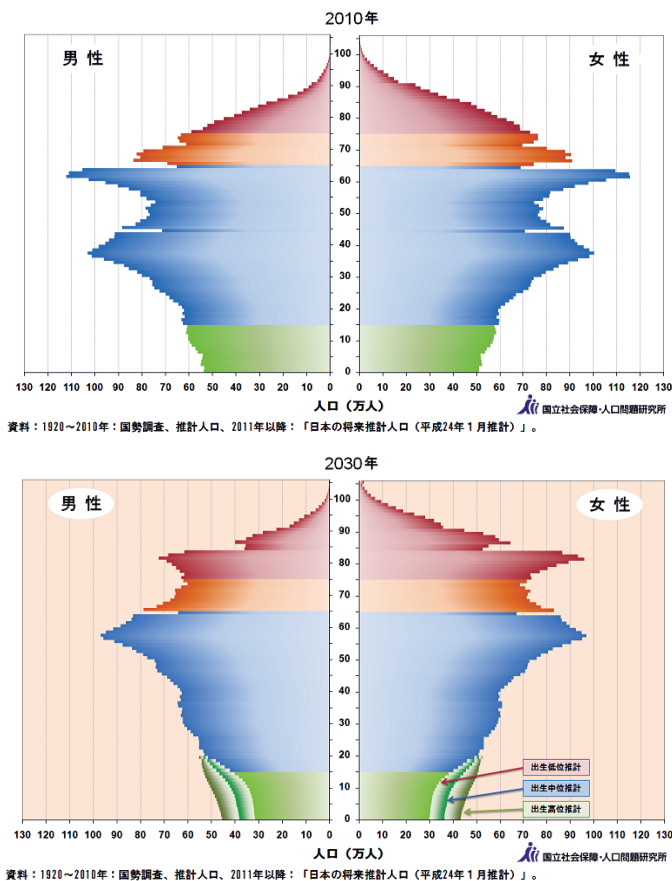 2010年
男 性
女 性
100
90
80
70
60
50
40
30
20
10
0
130 120 110 100 90 80 70 60 50 40 30 20 10 0
0 10 20 30 40 50 60 70 80 90 100 110 120 130
人口（万人）
国立社会保障・人口問題研究所
資料：1920～2010年：国勢調査、推計人口、2011年以降：「日本の将来推計人口（平成24年１月推計）」。
2030年
男 性
女 性
100
90
80
70
60
50
40
30
20
10
0
出生低位推計
出生中位推計
出生高位推計
130 120 110 100 90 80 70 60 50 40 30 20 10 0
0 10 20 30 40 50 60 70 80 90 100 110 120 130
人口（万人）
国立社会保障・人口問題研究所
資料：1920～2010年：国勢調査、推計人口、2011年以降：「日本の将来推計人口（平成24年１月推計）」。